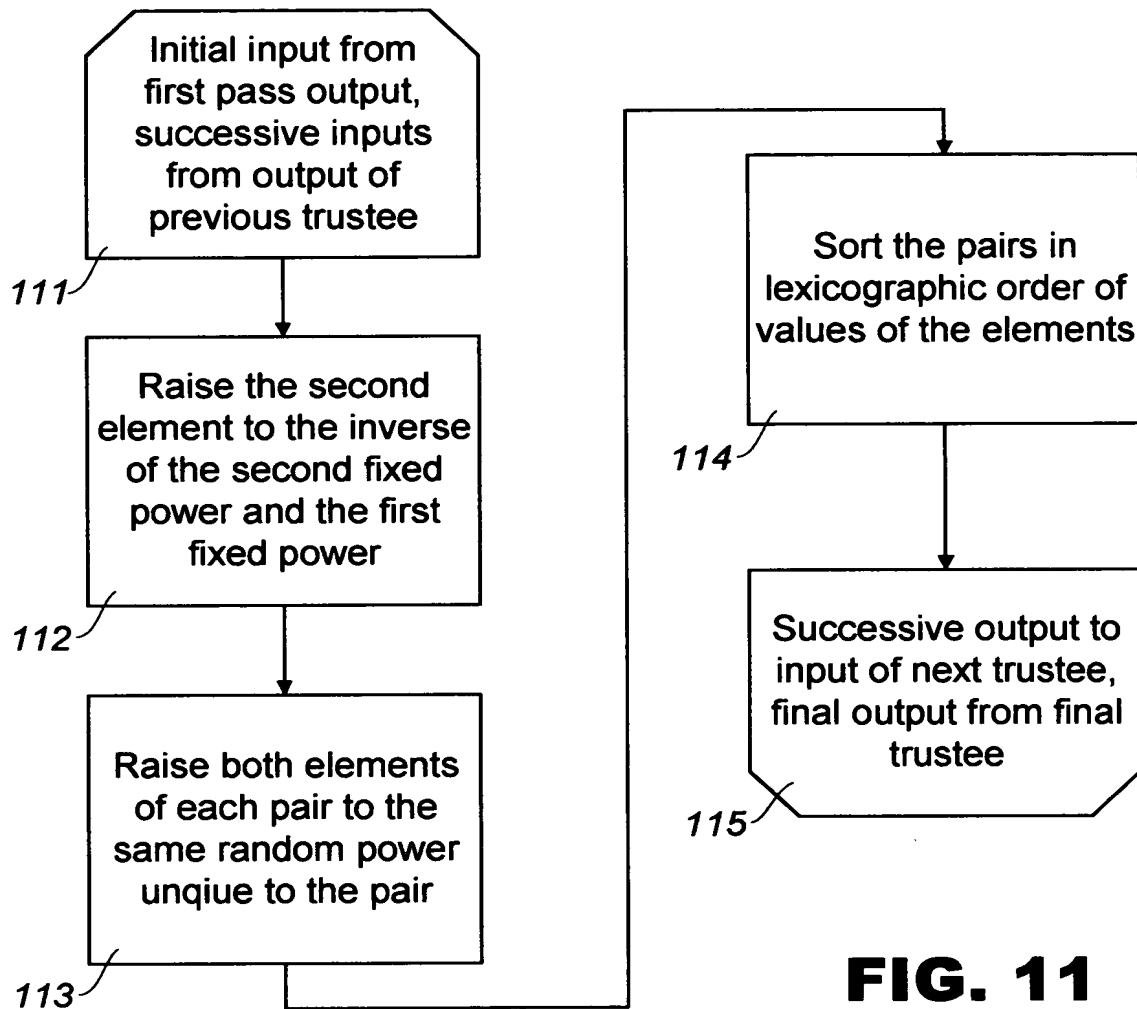 Initial input from
first pass output,
successive inputs
from output of
previous trustee
111
Raise the second
element to the inverse
of the second fixed
power and the first
fixed power
112
Raise both elements
of each pair to the
same random power
unqiue to the pair
113
Sort the pairs in
lexicographic order of
values of the elements
114
Successive output to
input of next trustee,
final output from final
trustee
115
FIG. 11